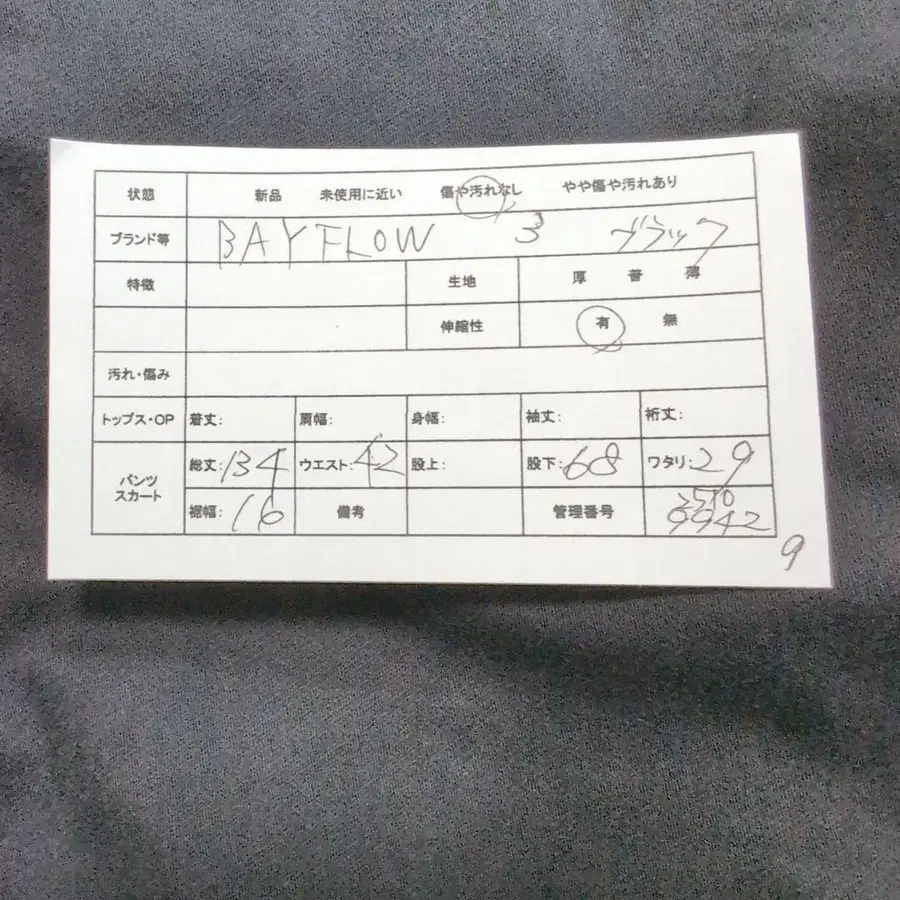 状態 新品 未使用に近い 傷や汚れなし やや傷や汚れあり
ブランド等 BAYFLOW 3 ブラック
特徴 生地 厚 普 薄
伸縮性 有 無
汚れ・傷み
トップス・OP 着丈: 肩幅: 身幅: 袖丈: 裄丈:
パンツ スカート 総丈:134 ウエスト:42 股上: 股下:68 ワタリ:29
裾幅:16 備考 管理番号 3510
9942
9